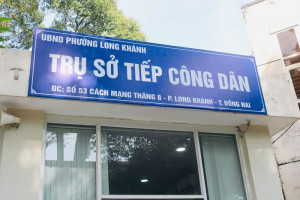 UBND PHƯỜNG LONG KHÁNH
TRỤ SỞ TIẾP CÔNG DÂN
ĐC: SỐ 53 CÁCH MẠNG THÁNG 8 - P. LONG KHÁNH - T. ĐỒNG NAI